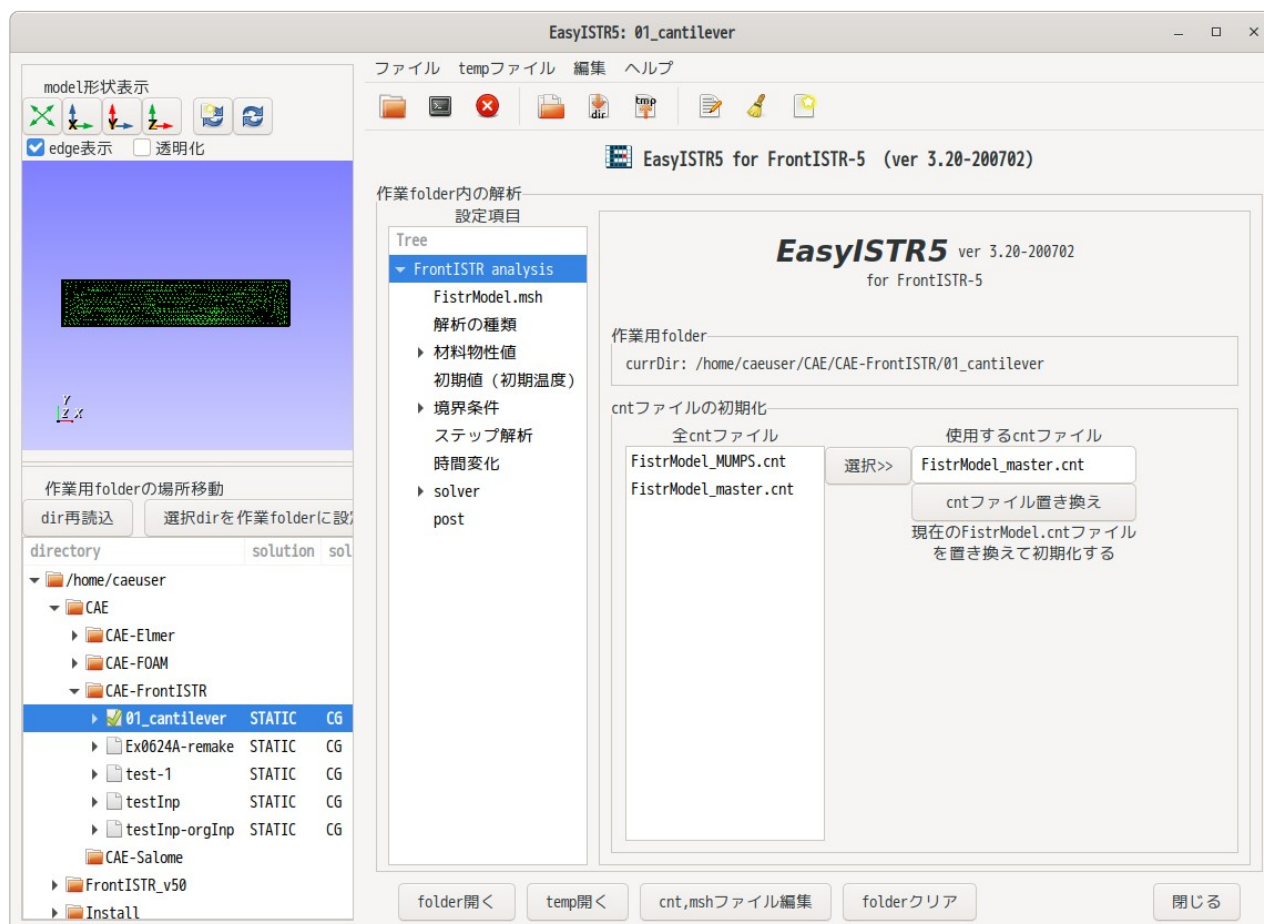 EasyISTR5: 01_cantilever
model形状表示
X Y Z
edge表示 透明化
Y
Z X
作業用folderの場所移動
dir再読込 選択dirを作業folderに設
directory solution sol
/home/caeuser
CAE
CAE-Elmer
CAE-FOAM
CAE-FrontISTR
01_cantilever STATIC CG
Ex0624A-remake STATIC CG
test-1 STATIC CG
testInp STATIC CG
testInp-orgInp STATIC CG
CAE-Salome
FrontISTR_v50
Install
ファイル tempファイル 編集 ヘルプ
dir tmp
EasyISTR5 for FrontISTR-5 (ver 3.20-200702)
作業folder内の解析
設定項目
Tree
FrontISTR analysis
FistrModel.msh
解析の種類
材料物性値
初期値（初期温度）
境界条件
ステップ解析
時間変化
solver
post
EasyISTR5 ver 3.20-200702
for FrontISTR-5
作業用folder
currDir: /home/caeuser/CAE/CAE-FrontISTR/01_cantilever
cntファイルの初期化
全cntファイル
FistrModel_MUMPS.cnt
FistrModel_master.cnt
選択>>
使用するcntファイル
FistrModel_master.cnt
cntファイル置き換え
現在のFistrModel.cntファイル
を置き換えて初期化する
folder開く temp開く cnt,mshファイル編集 folderクリア 閉じる